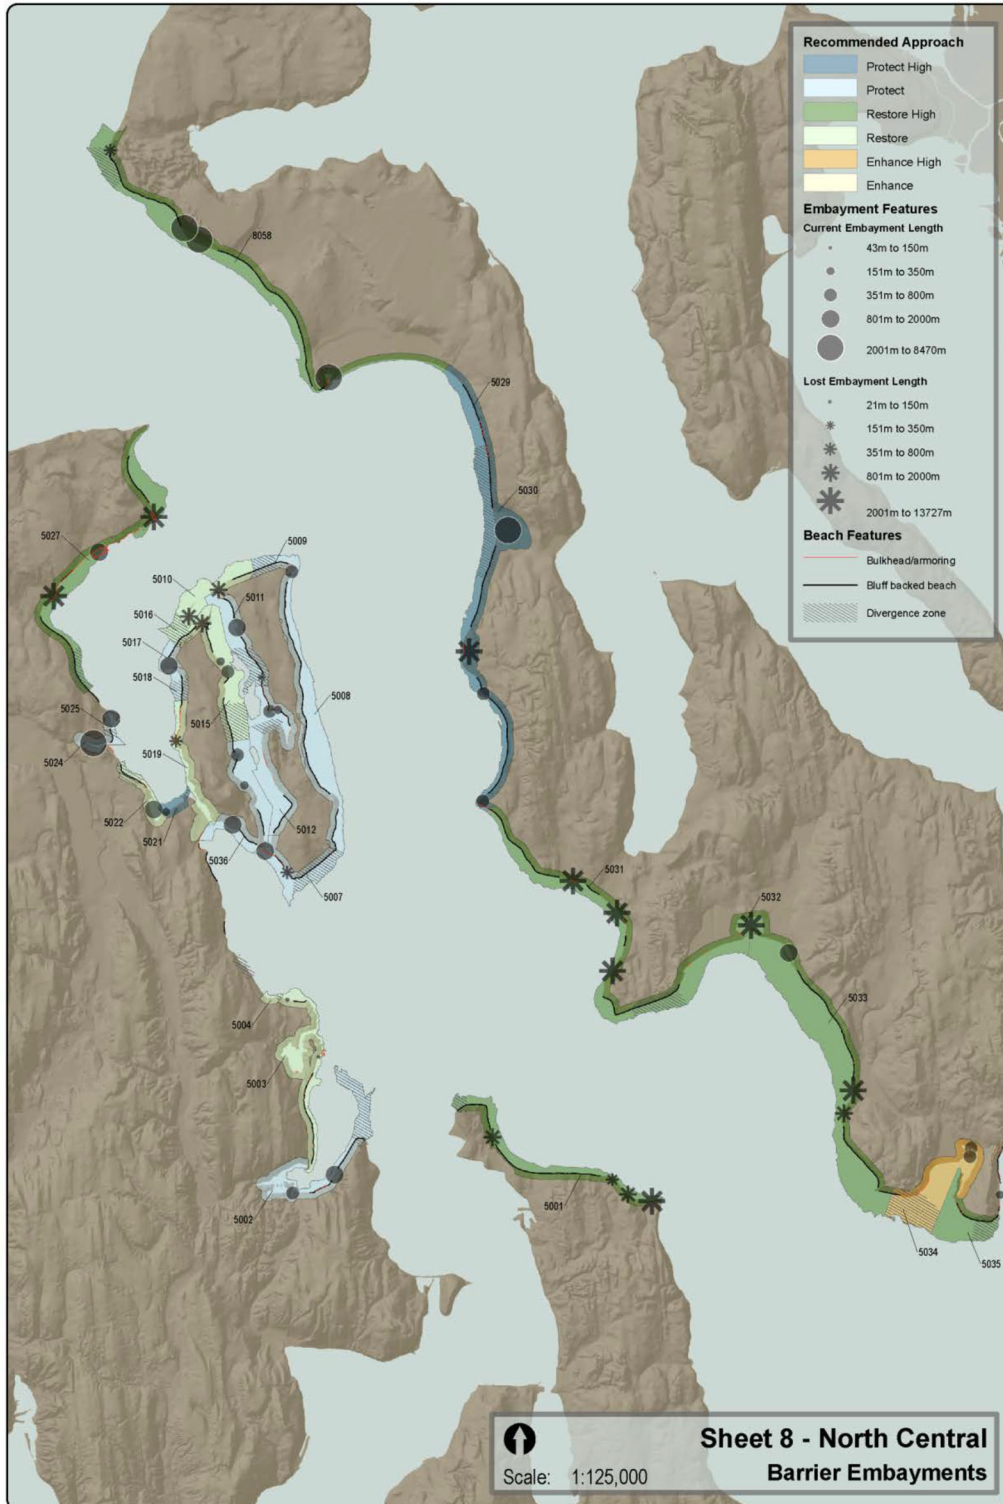 Recommended Approach
Protect High
Protect
Restore High
Restore
Enhance High
Enhance
Embayment Features
Current Embayment Length
43m to 150m
151m to 350m
351m to 800m
801m to 2000m
2001m to 8470m
Lost Embayment Length
21m to 150m
151m to 350m
351m to 800m
801m to 2000m
2001m to 13727m
Beach Features
Bulkhead/armoring
Bluff backed beach
Divergence zone
8058
5029
5030
5027
5009
5010
5011
5016
5017
5018
5008
5025
5015
5024
5019
5022
5021
5012
5036
5007
5031
5032
5033
5004
5003
5002
5001
5034
5035
Sheet 8 - North Central
Barrier Embayments
Scale: 1:125,000